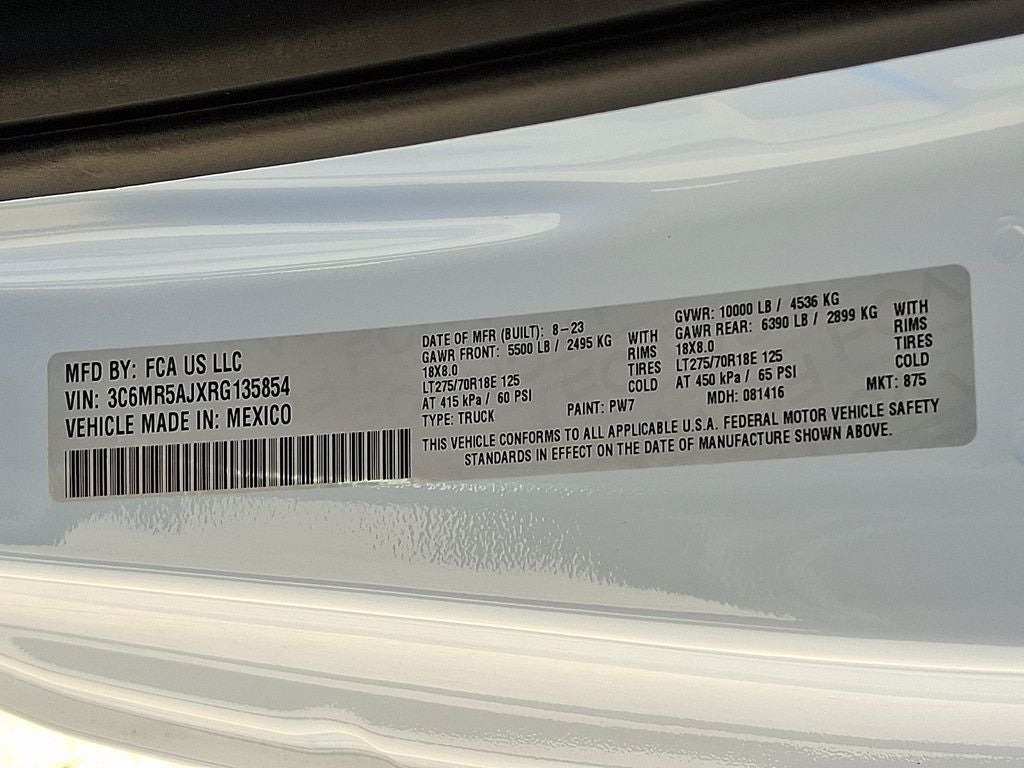 MFD BY: FCA US LLC
VIN: 3C6MR5AJXRG135854
VEHICLE MADE IN: MEXICO
DATE OF MFR (BUILT): 8-23
GAWR FRONT: 5500 LB / 2495 KG WITH
18X8.0 RIMS
LT275/70R18E 125 TIRES
AT 415 kPa / 60 PSI COLD
TYPE: TRUCK PAINT: PW7
GVWR: 10000 LB / 4536 KG
GAWR REAR: 6390 LB / 2899 KG WITH
18X8.0 RIMS
LT275/70R18E 125 TIRES
AT 450 kPa / 65 PSI COLD
MDH: 081416 MKT: 875
THIS VEHICLE CONFORMS TO ALL APPLICABLE U.S.A. FEDERAL MOTOR VEHICLE SAFETY
STANDARDS IN EFFECT ON THE DATE OF MANUFACTURE SHOWN ABOVE.